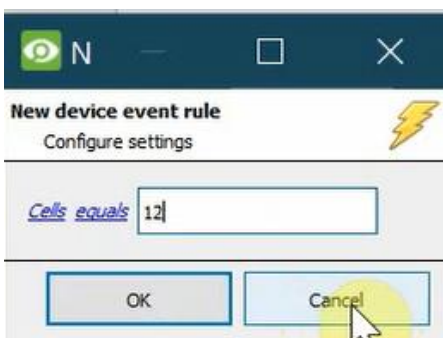 N
New device event rule
Configure settings
Cells equals 12
OK Cancel